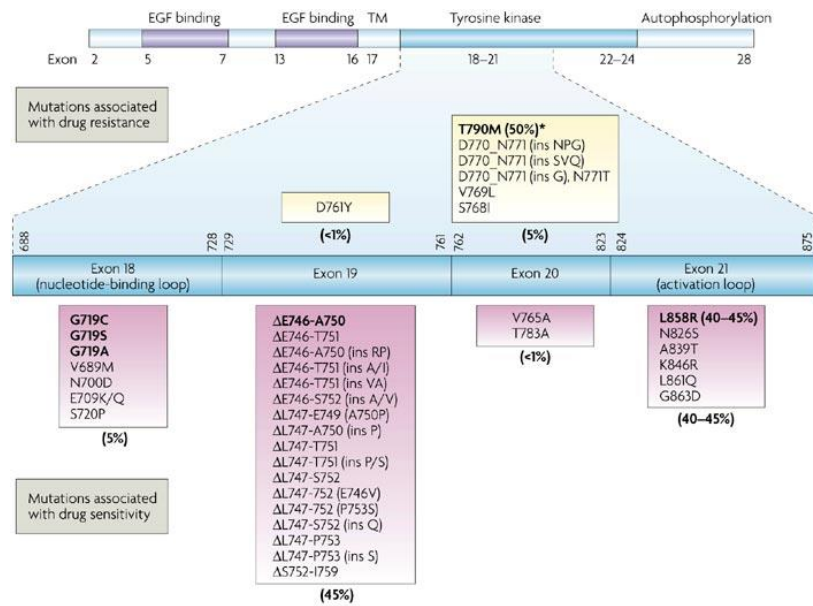 EGF binding EGF binding TM Tyrosine kinase Autophosphorylation
Exon 2 5 7 13 16 17 18–21 22–24 28
Mutations associated
with drug resistance
T790M (50%)*
D770_N771 (ins NPG)
D770_N771 (ins SVQ)
D770_N771 (ins G), N771T
V769L
S768I
(5%)
D761Y
(<1%)
688 728 729 761 762 823 824 875
Exon 18
(nucleotide-binding loop)
Exon 19
Exon 20
Exon 21
(activation loop)
G719C
G719S
G719A
V689M
N700D
E709K/Q
S720P
(5%)
ΔE746-A750
ΔE746-T751
ΔE746-A750 (ins RP)
ΔE746-T751 (ins A/I)
ΔE746-T751 (ins VA)
ΔE746-S752 (ins A/V)
ΔL747-E749 (A750P)
ΔL747-A750 (ins P)
ΔL747-T751
ΔL747-T751 (ins P/S)
ΔL747-S752
ΔL747-752 (E746V)
ΔL747-752 (P753S)
ΔL747-S752 (ins Q)
ΔL747-P753
ΔL747-P753 (ins S)
ΔS752-I759
(45%)
V765A
T783A
(<1%)
L858R (40–45%)
N826S
A839T
K846R
L861Q
G863D
(40–45%)
Mutations associated
with drug sensitivity